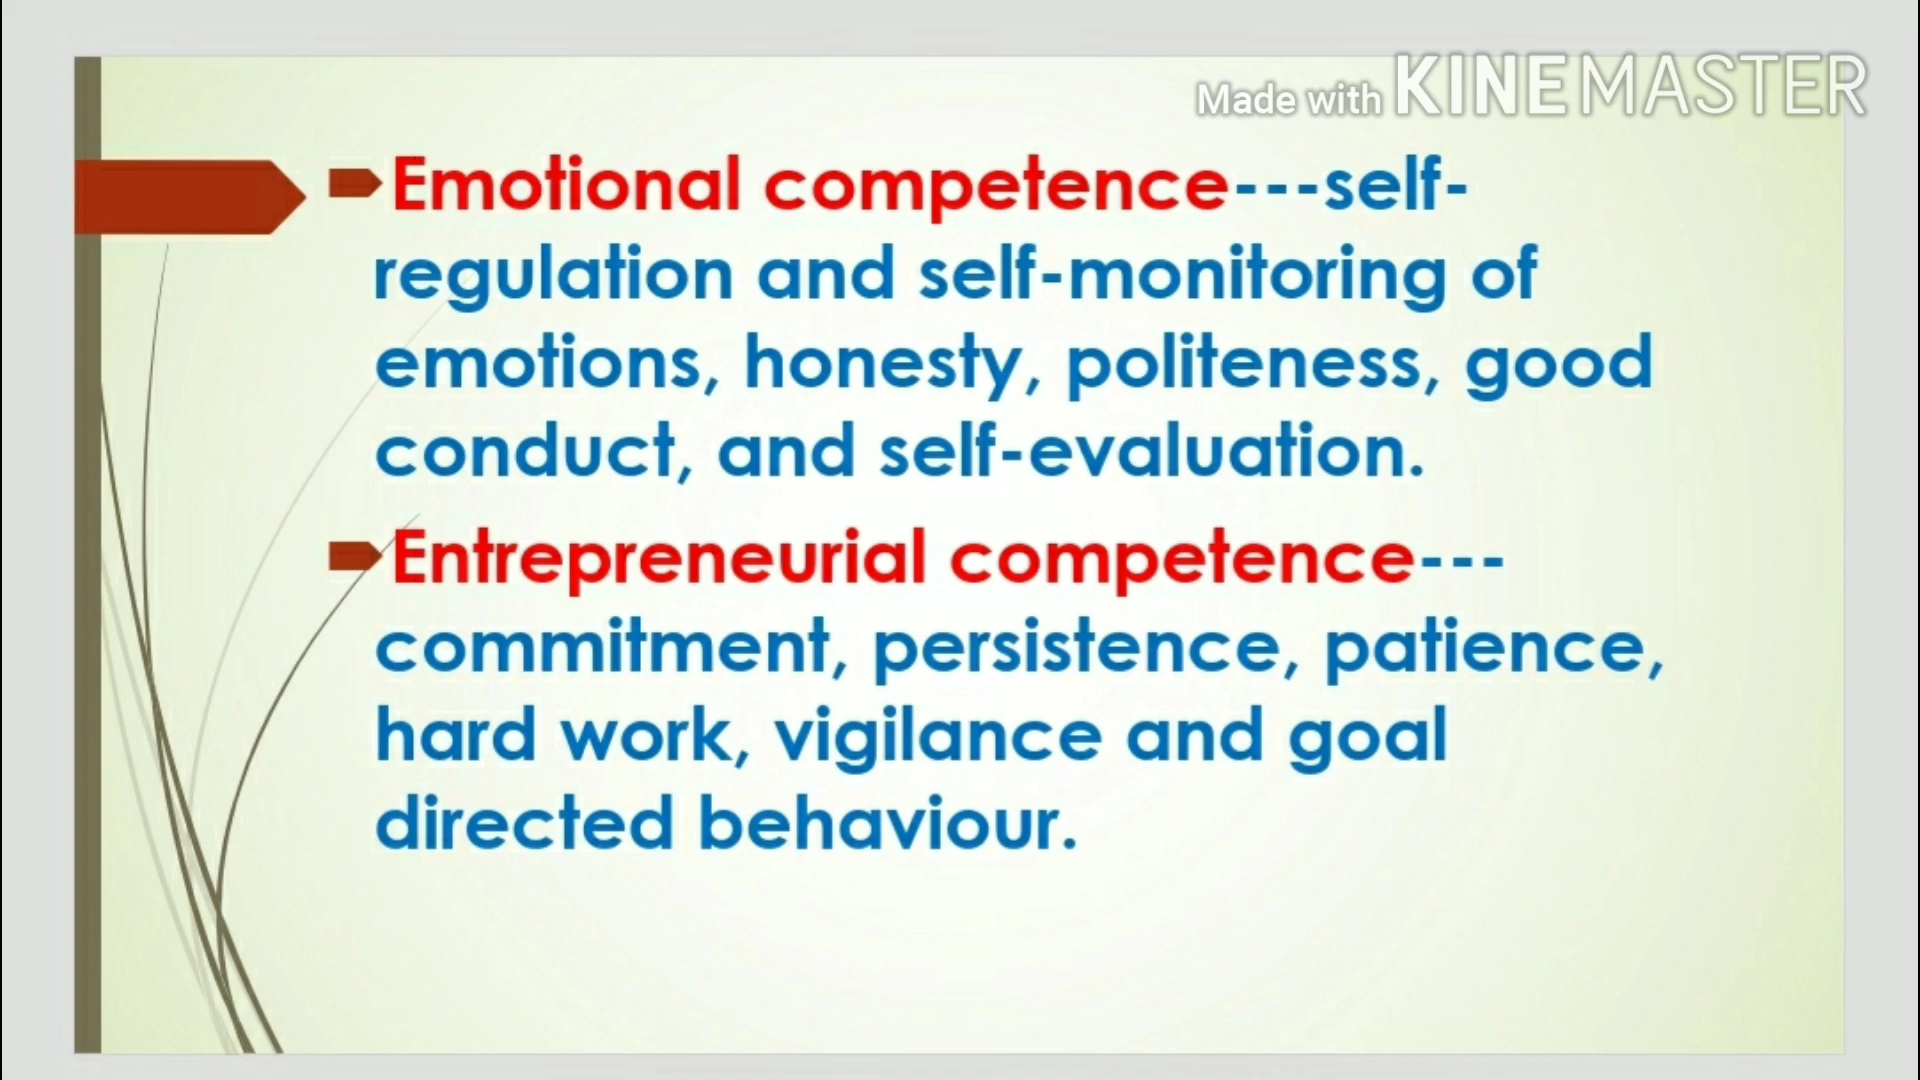 Made with KINEMASTER
Emotional competence---self-
regulation and self-monitoring of
emotions, honesty, politeness, good
conduct, and self-evaluation.
Entrepreneurial competence---
commitment, persistence, patience,
hard work, vigilance and goal
directed behaviour.